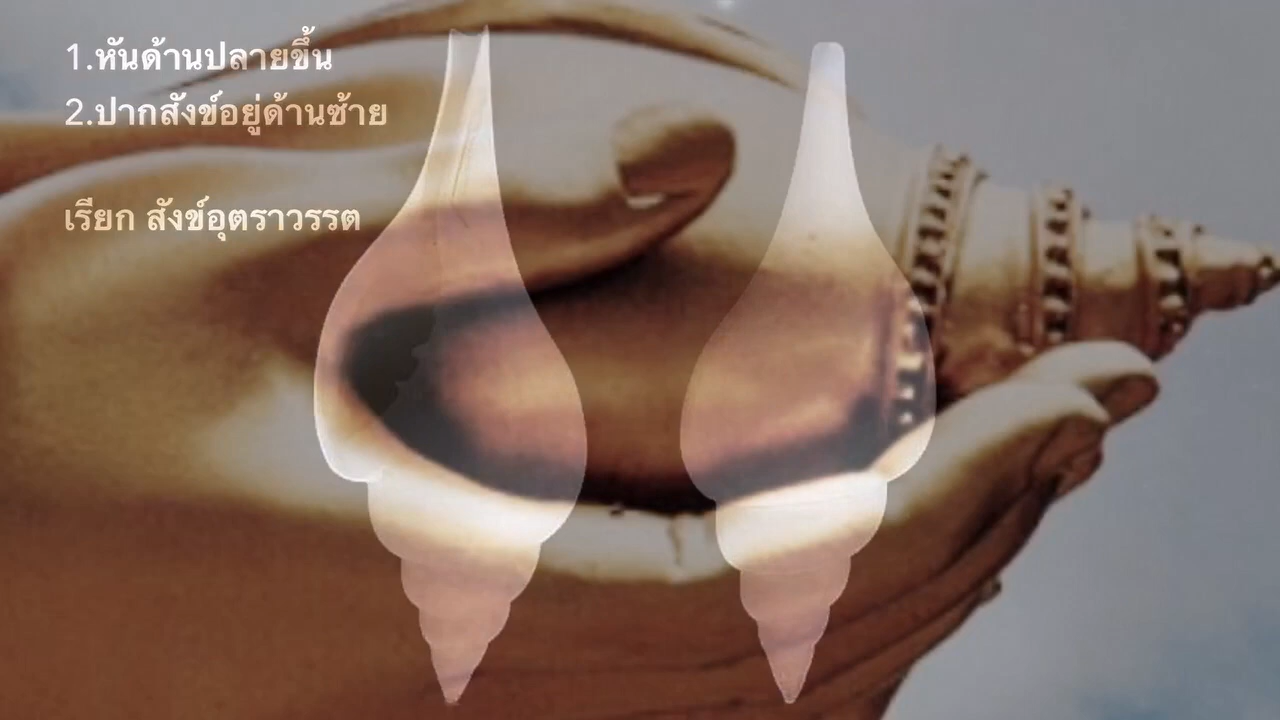 1.หันด้านปลายขึ้น
2.ปากสังข์อยู่ด้านซ้าย
เรียก สังข์อุตราวรรต